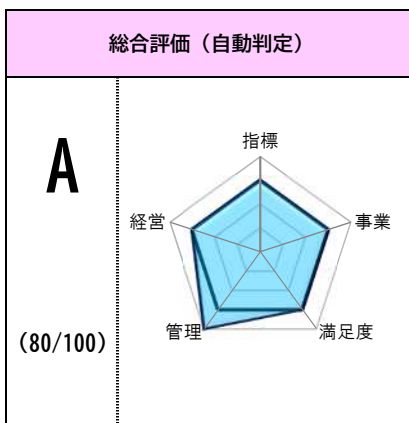 総合評価（自動判定）
A
(80/100)
指標
事業
満足度
管理
経営